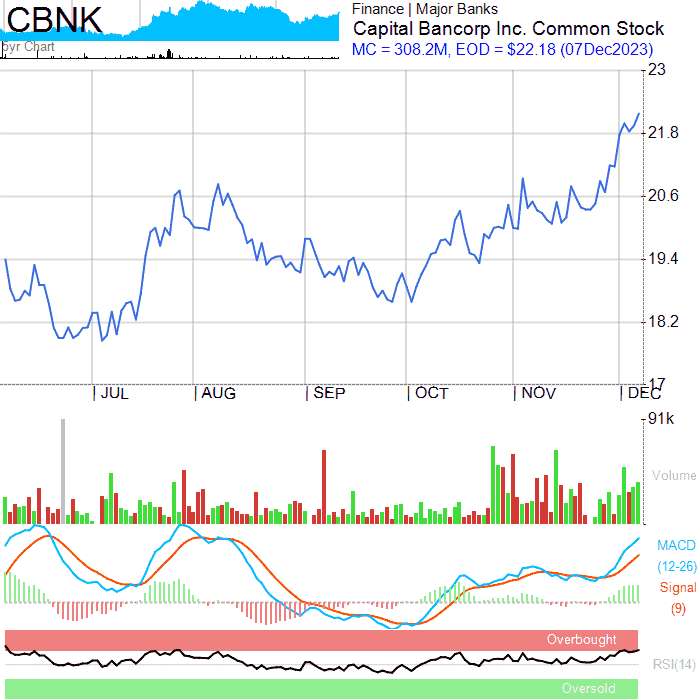 CBNK
5yr Chart
Finance | Major Banks
Capital Bancorp Inc. Common Stock
MC = 308.2M, EOD = $22.18 (07Dec2023)
23
21.8
20.6
19.4
18.2
17
JUL AUG SEP OCT NOV DEC
91k
Volume
MACD
(12-26)
Signal
(9)
Overbought
RSI(14)
Oversold